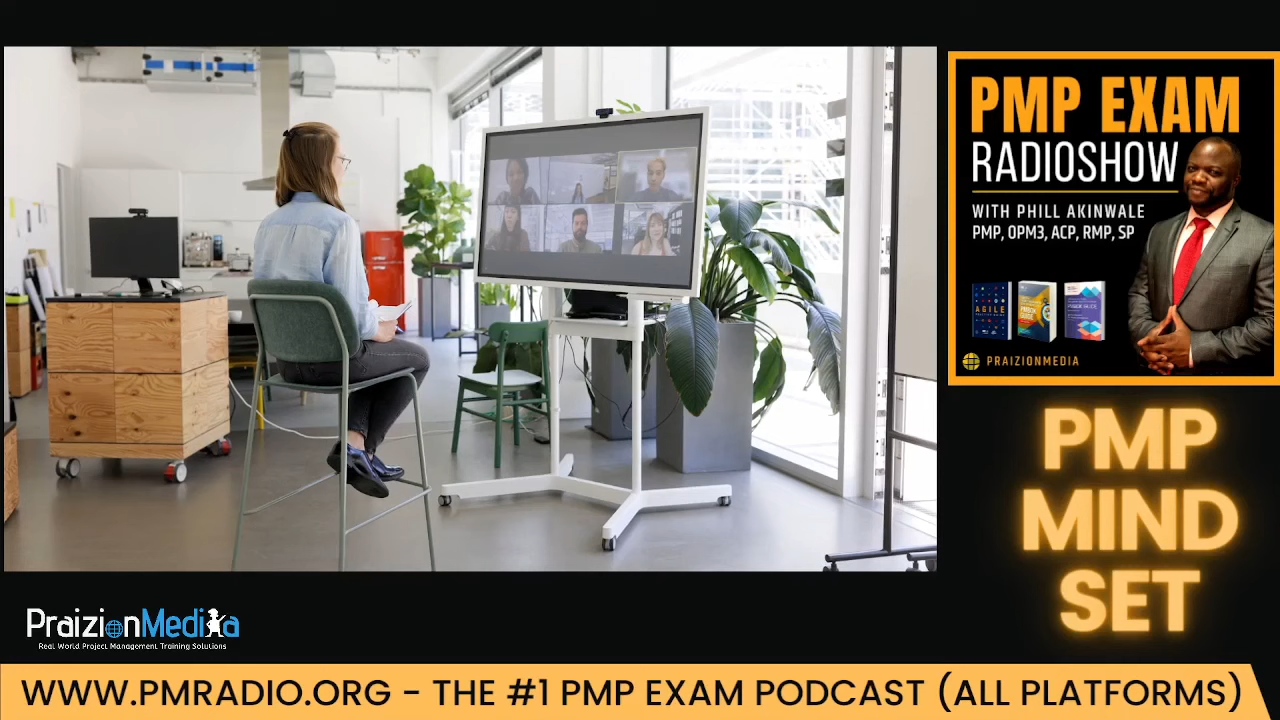 PMP EXAM
RADIOSHOW
WITH PHILL AKINWALE
PMP, OPM3, ACP, RMP, SP
AGILE
PRAIZIONMEDIA
PMP
MIND
SET
PraizionMedia
Real World Project Management Training Solutions
WWW.PMRADIO.ORG - THE #1 PMP EXAM PODCAST (ALL PLATFORMS)